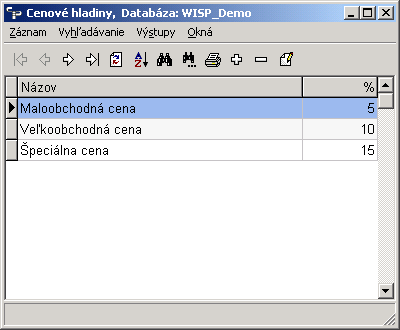 Cenové hladiny, Databáza: WISP_Demo
Záznam Vyhľadávanie Výstupy Okná
Názov %
Maloobchodná cena 5
Veľkoobchodná cena 10
Špeciálna cena 15